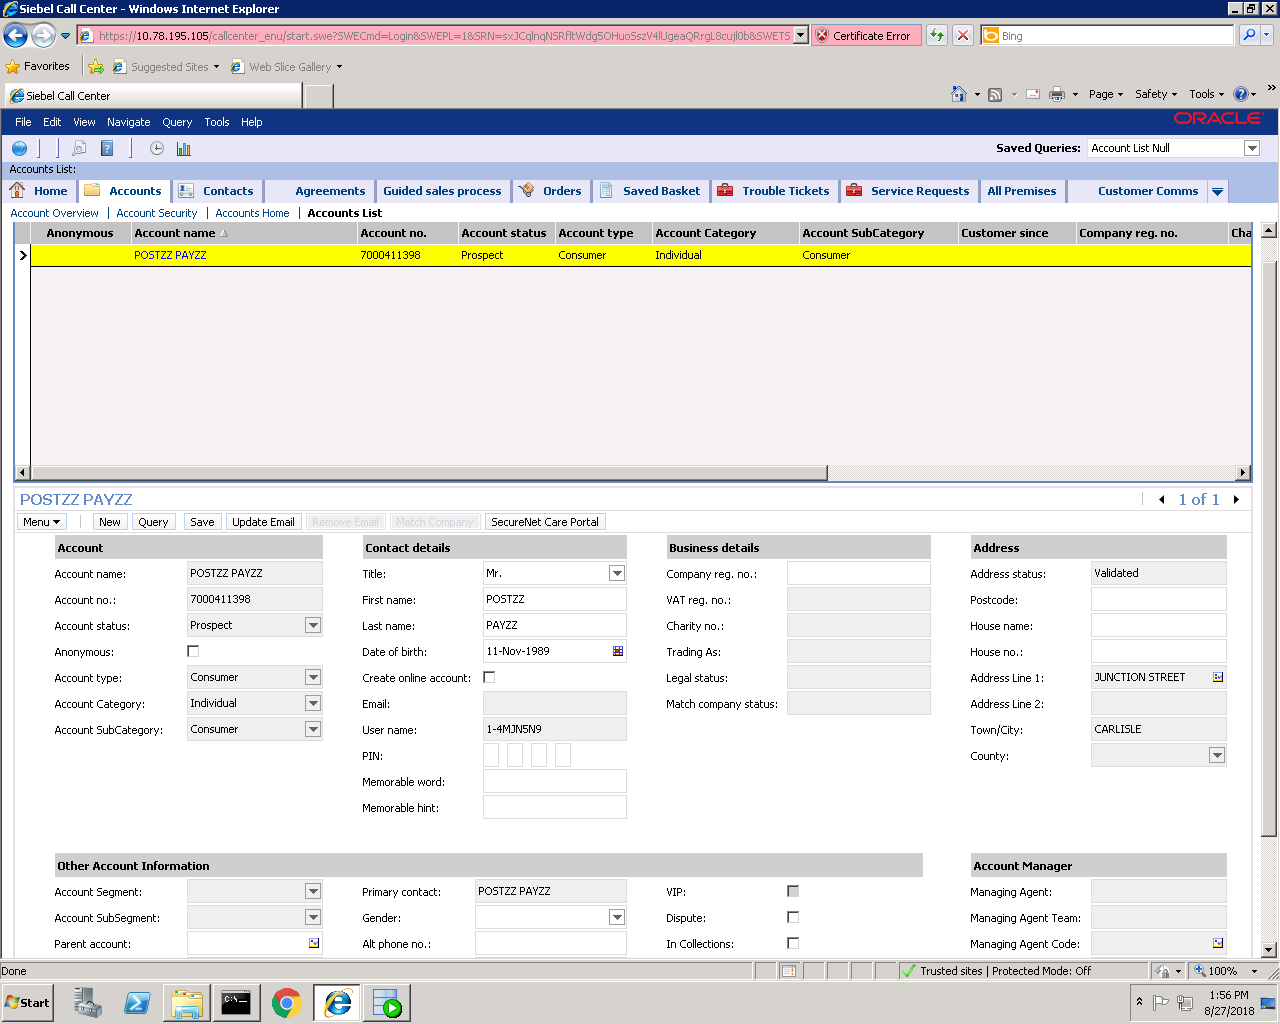 Siebel Call Center - Windows Internet Explorer
https://10.78.195.105/callcenter_enu/start.swe?SWECmd=Login&SWEPL=1&SRN= Certificate Error Bing
Favorites Suggested Sites Web Slice Gallery
Siebel Call Center Page Safety Tools
File Edit View Navigate Query Tools Help ORACLE
Saved Queries: Account List Null
Accounts List:
Home Accounts Contacts Agreements Guided sales process Orders Saved Basket Trouble Tickets Service Requests All Premises Customer Comms
Account Overview | Account Security | Accounts Home | Accounts List
Anonymous Account name Account no. Account status Account type Account Category Account SubCategory Customer since Company reg. no. Cha
POSTZZ PAYZZ 7000411398 Prospect Consumer Individual Consumer
POSTZZ PAYZZ 1 of 1
Menu New Query Save Update Email Remove Email Match Company SecureNet Care Portal
Account Contact details Business details Address
Account name: POSTZZ PAYZZ Title: Mr. Company reg. no.: Address status: Validated
Account no.: 7000411398 First name: POSTZZ VAT reg. no.: Postcode:
Account status: Prospect Last name: PAYZZ Charity no.: House name:
Anonymous: Date of birth: 11-Nov-1989 Trading As: House no.:
Account type: Consumer Create online account: Legal status: Address Line 1: JUNCTION STREET
Account Category: Individual Email: Match company status: Address Line 2:
Account SubCategory: Consumer User name: 1-4MJN5N9 Town/City: CARLISLE
PIN: County:
Memorable word:
Memorable hint:
Other Account Information Account Manager
Account Segment: Primary contact: POSTZZ PAYZZ VIP: Managing Agent:
Account SubSegment: Gender: Dispute: Managing Agent Team:
Parent account: Alt phone no.: In Collections: Managing Agent Code:
Done Trusted sites | Protected Mode: Off 100%
Start 1:56 PM
8/27/2018